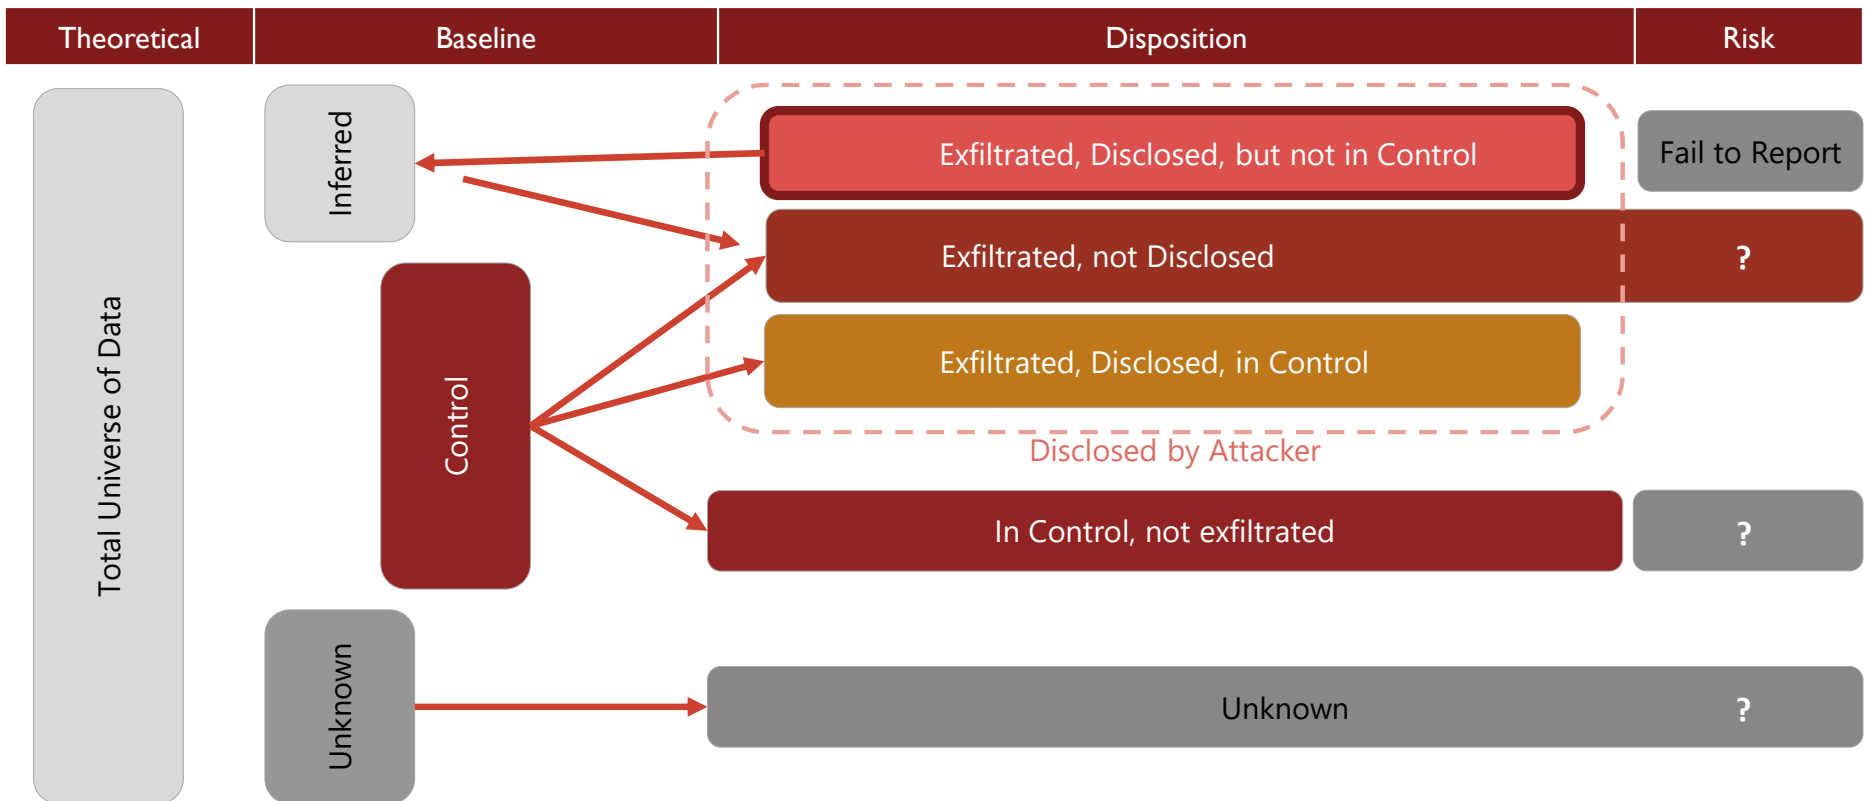 Theoretical
Baseline
Disposition
Risk
Total Universe of Data
Inferred
Exfiltrated, Disclosed, but not in Control
Fail to Report
Exfiltrated, not Disclosed
?
Control
Exfiltrated, Disclosed, in Control
Disclosed by Attacker
In Control, not exfiltrated
?
Unknown
Unknown
?